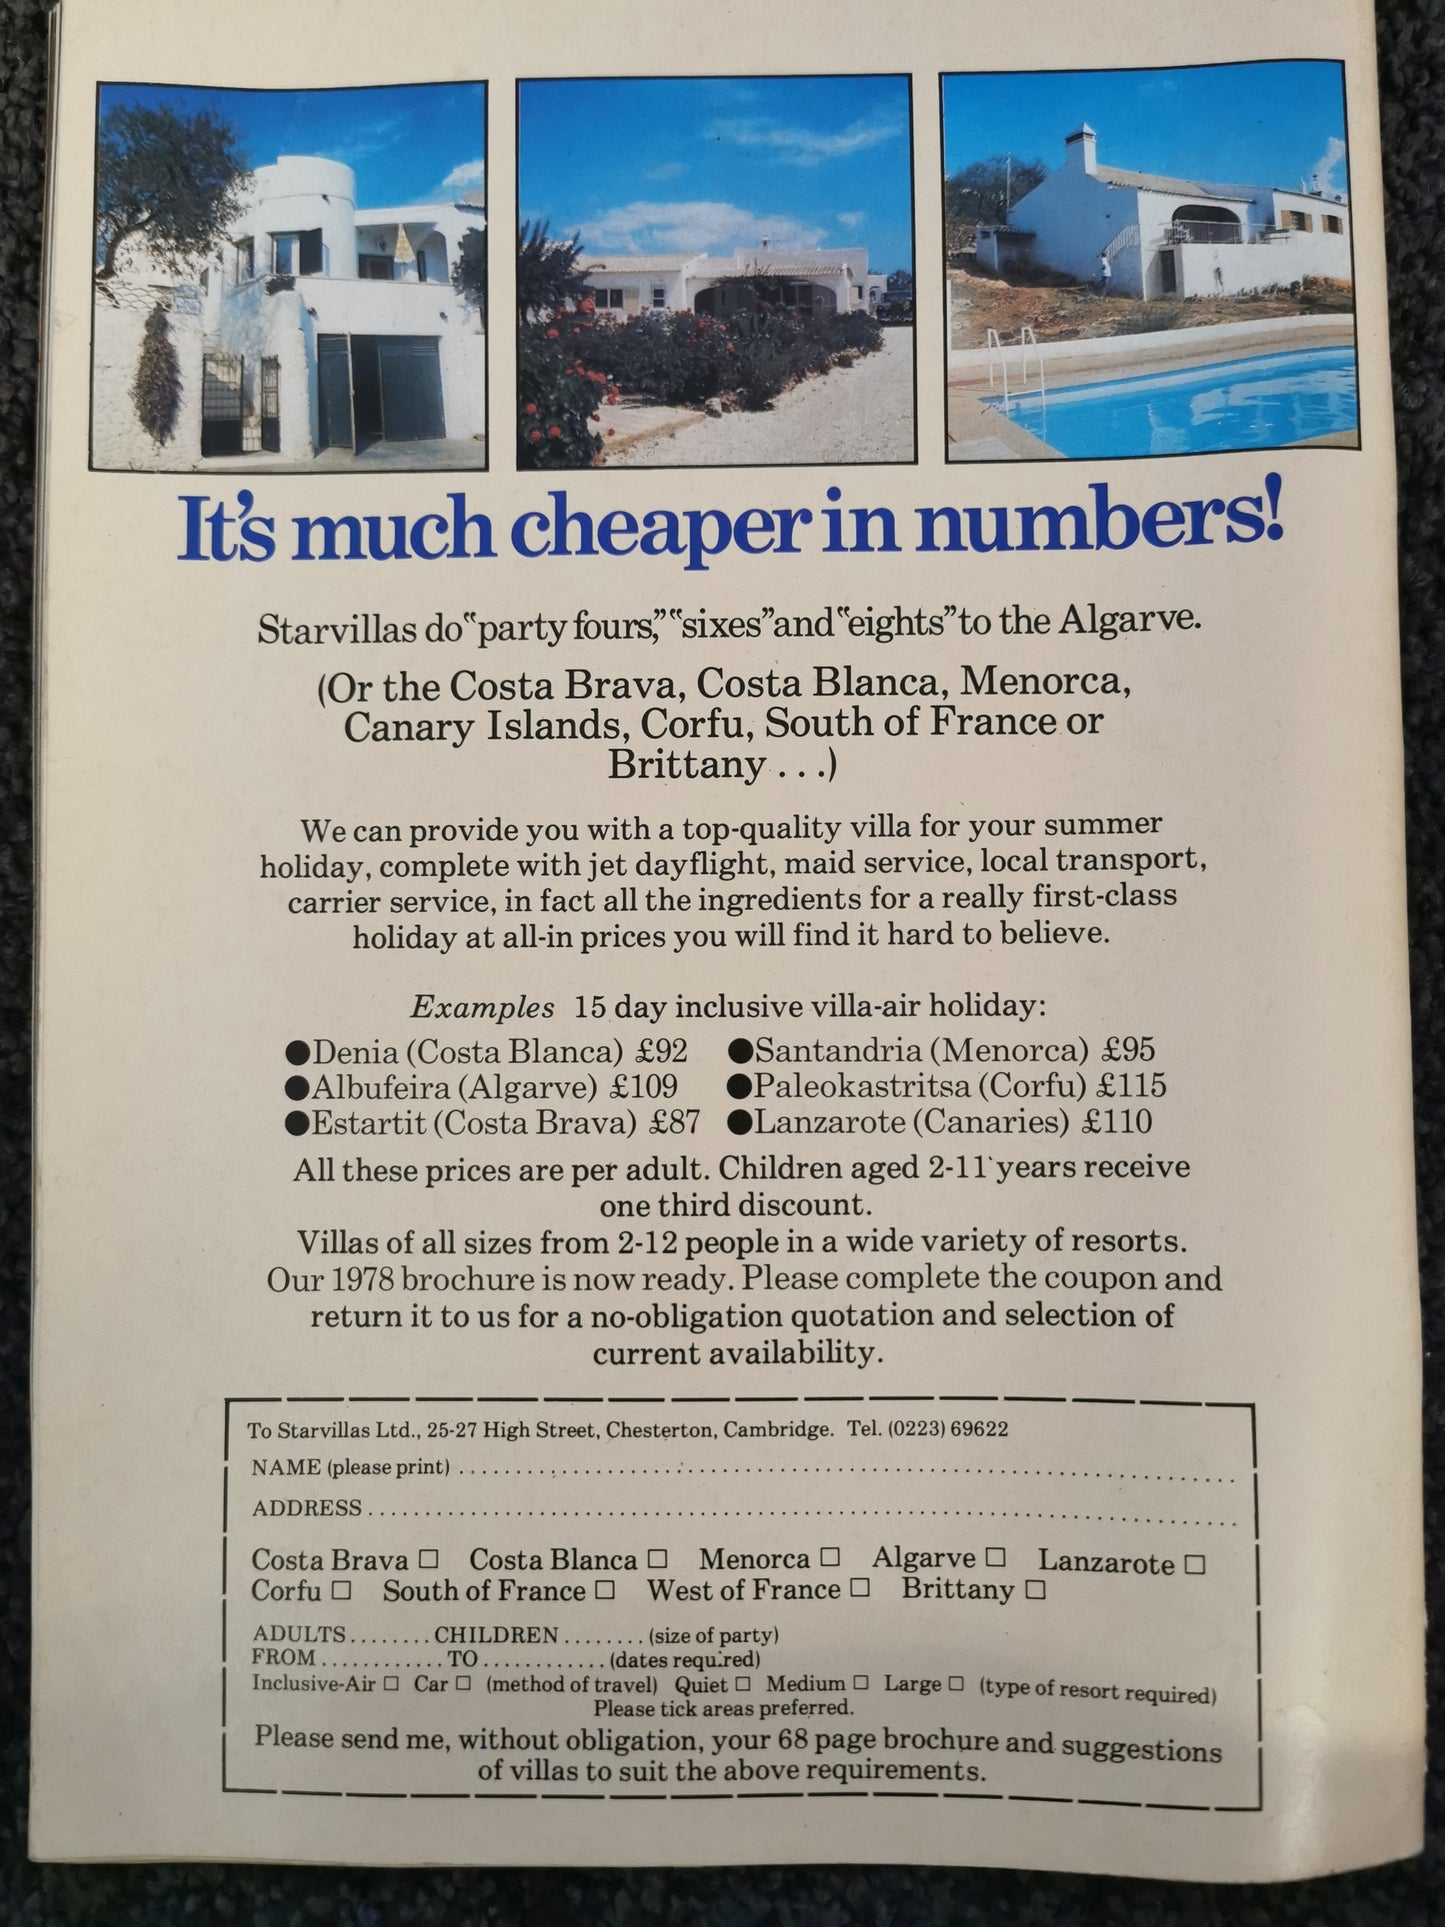 It's much cheaper in numbers!
Starvillas do "party fours," "sixes" and "eights" to the Algarve.
(Or the Costa Brava, Costa Blanca, Menorca,
Canary Islands, Corfu, South of France or
Brittany . . .)
We can provide you with a top-quality villa for your summer
holiday, complete with jet dayflight, maid service, local transport,
carrier service, in fact all the ingredients for a really first-class
holiday at all-in prices you will find it hard to believe.
Examples 15 day inclusive villa-air holiday:
●Denia (Costa Blanca) £92 ●Santandria (Menorca) £95
●Albufeira (Algarve) £109 ●Paleokastritsa (Corfu) £115
●Estartit (Costa Brava) £87 ●Lanzarote (Canaries) £110
All these prices are per adult. Children aged 2-11 years receive
one third discount.
Villas of all sizes from 2-12 people in a wide variety of resorts.
Our 1978 brochure is now ready. Please complete the coupon and
return it to us for a no-obligation quotation and selection of
current availability.
To Starvillas Ltd., 25-27 High Street, Chesterton, Cambridge. Tel. (0223) 69622
NAME (please print) ..........................................................
ADDRESS ..........................................................
Costa Brava □ Costa Blanca □ Menorca □ Algarve □ Lanzarote □
Corfu □ South of France □ West of France □ Brittany □
ADULTS ........ CHILDREN ........ (size of party)
FROM ............ TO ............ (dates required)
Inclusive-Air □ Car □ (method of travel) Quiet □ Medium □ Large □ (type of resort required)
Please tick areas preferred.
Please send me, without obligation, your 68 page brochure and suggestions
of villas to suit the above requirements.